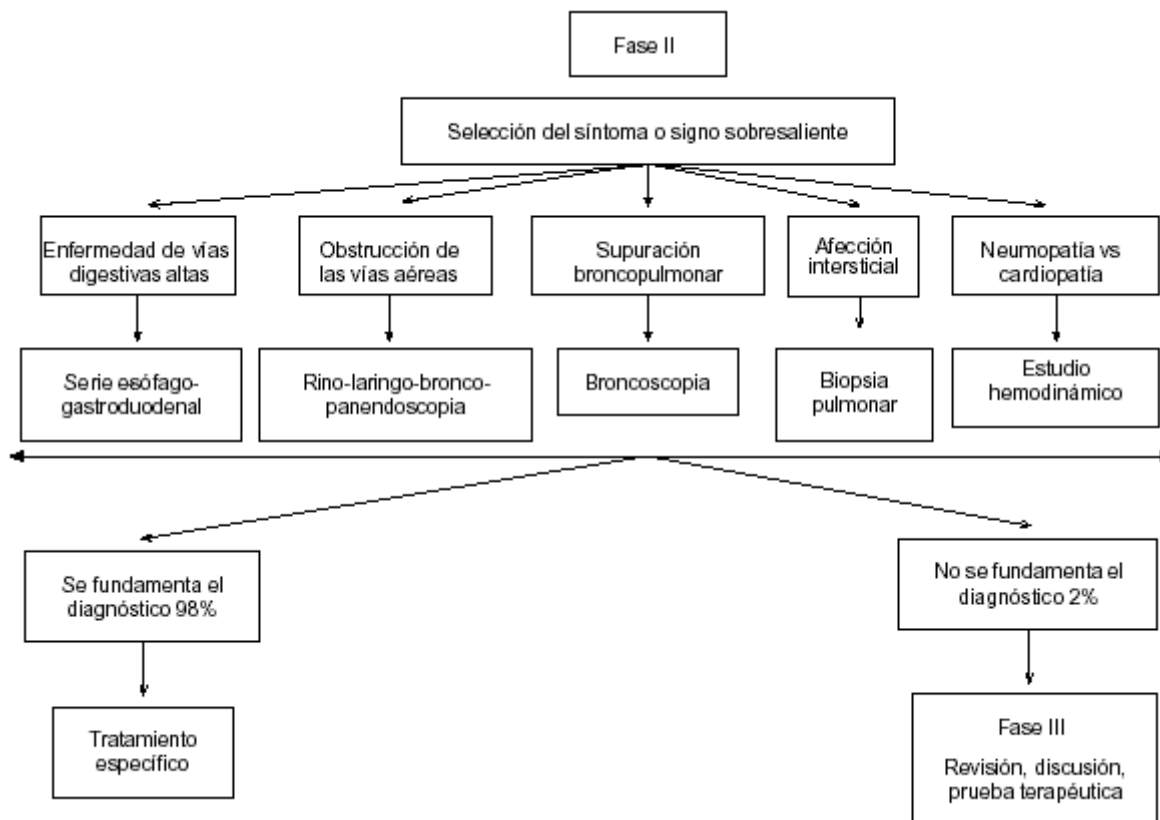 Fase II
Selección del síntoma o signo sobresaliente
Enfermedad de vías
digestivas altas
Obstrucción de
las vías aéreas
Supuración
broncopulmonar
Afección
intersticial
Neumopatía vs
cardiopatía
Serie esófago-
gastroduodenal
Rino-laringo-bronco-
panendoscopia
Broncoscopia
Biopsia
pulmonar
Estudio
hemodinámico
Se fundamenta el
diagnóstico 98%
No se fundamenta el
diagnóstico 2%
Tratamiento
específico
Fase III
Revisión, discusión,
prueba terapéutica